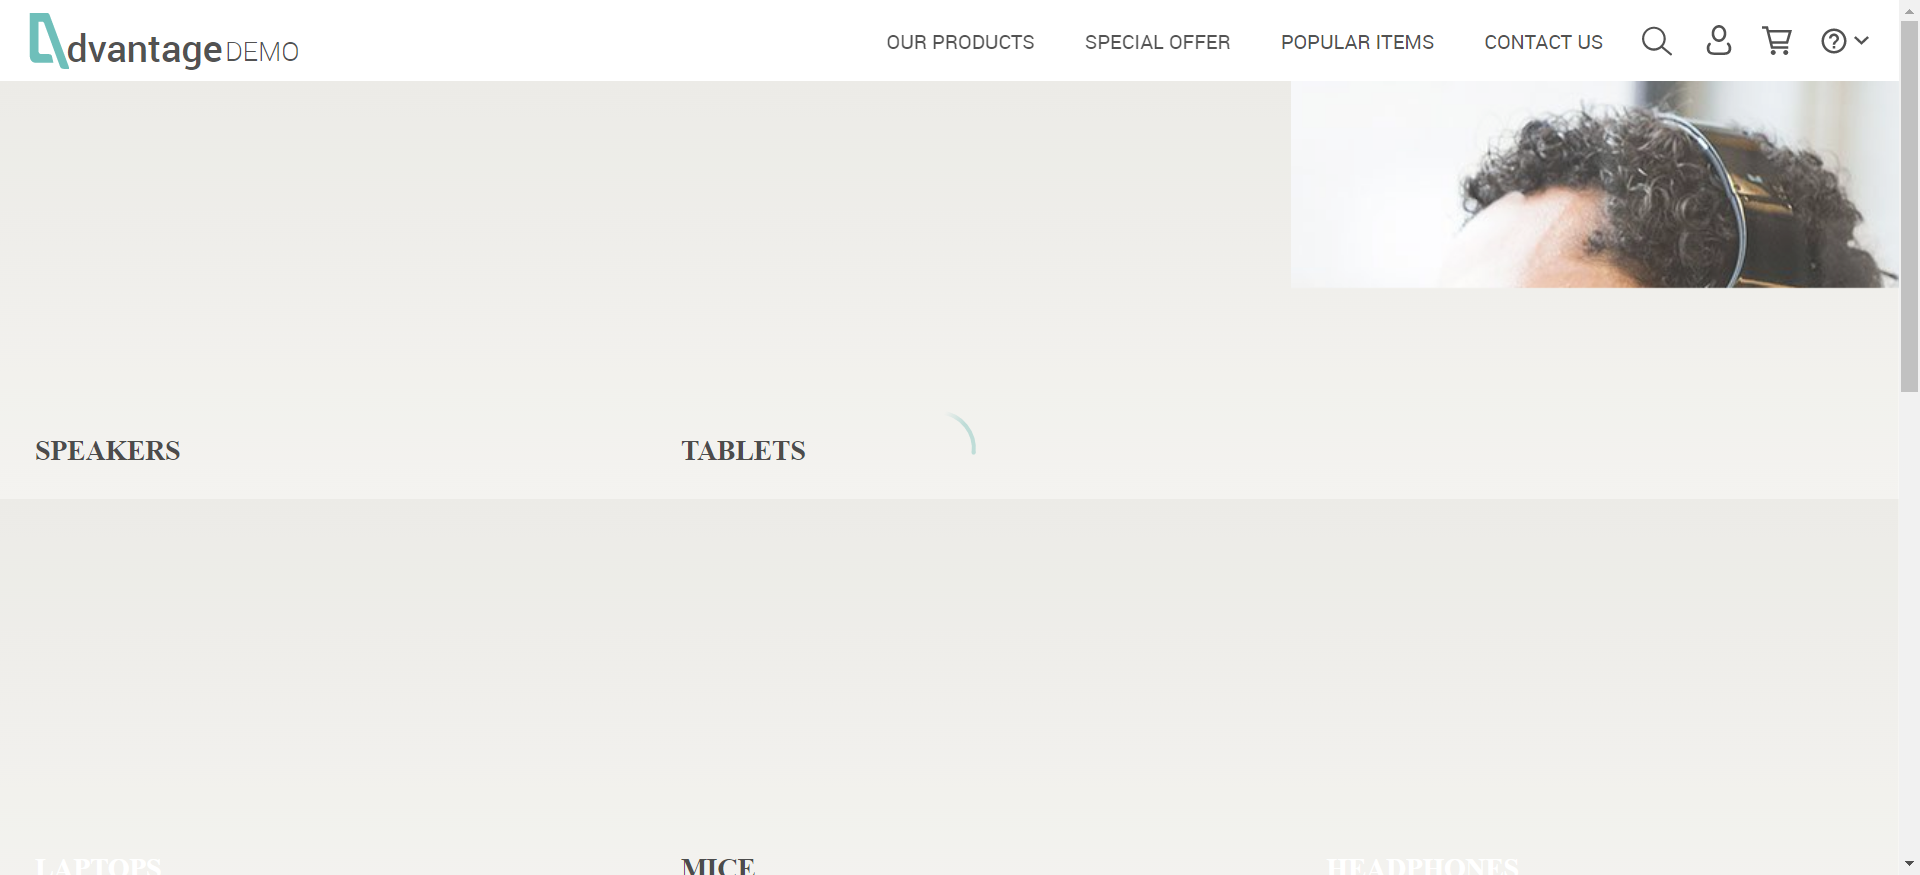 dvantage DEMO
OUR PRODUCTS SPECIAL OFFER POPULAR ITEMS CONTACT US
SPEAKERS TABLETS
LAPTOPS MICE HEADPHONES